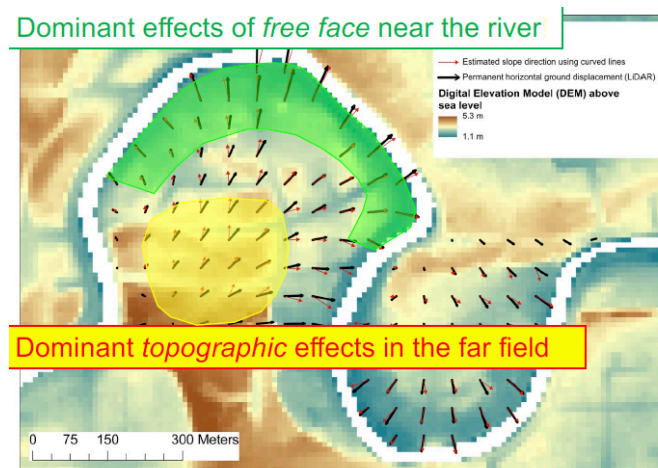 Dominant effects of free face near the river
Estimated slope direction using curved lines
Permanent horizontal ground displacement (LiDAR)
Digital Elevation Model (DEM) above
sea level
5.3 m
1.1 m
Dominant topographic effects in the far field
0 75 150 300 Meters